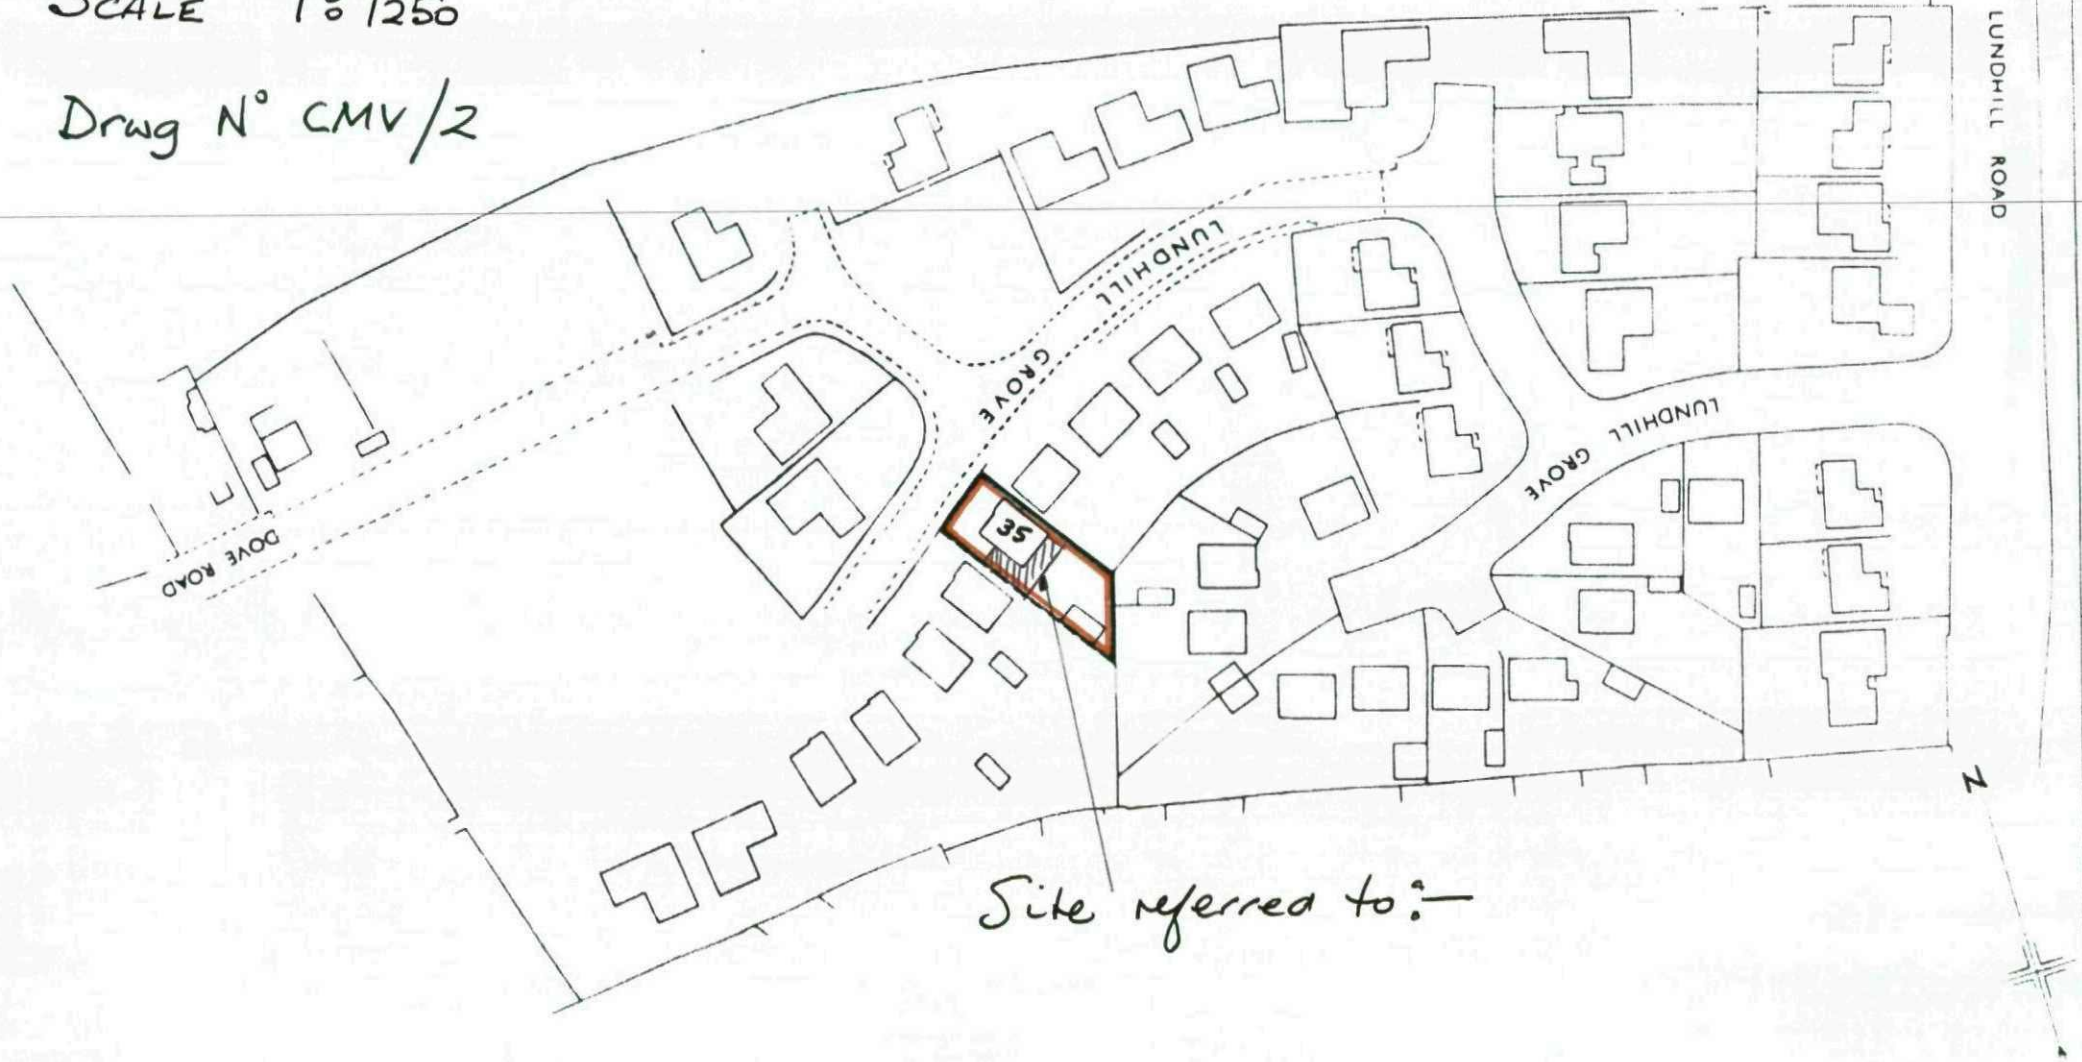 SCALE 1:1250
Drwg N° CMV/2
LUNDHILL ROAD
LUNDHILL
GROVE
LUNDHILL
GROVE
35
DOVE ROAD
Site referred to:—
N